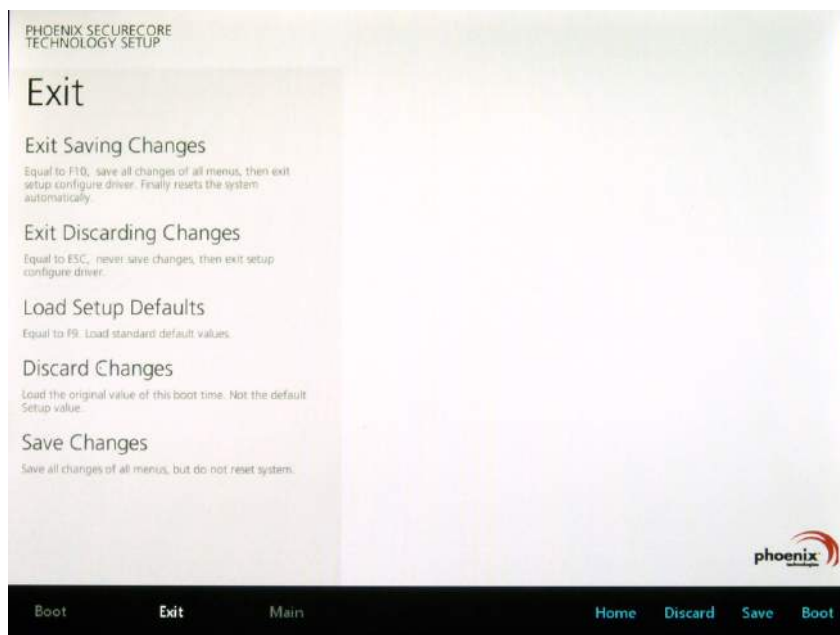 PHOENIX SECURECORE
TECHNOLOGY SETUP
Exit
Exit Saving Changes
Equal to F10, save all changes of all menus, then exit
setup configure driver. Finally resets the system
automatically.
Exit Discarding Changes
Equal to ESC, never save changes, then exit setup
configure driver.
Load Setup Defaults
Equal to F9. Load standard default values.
Discard Changes
Load the original value of this boot time. Not the default
Setup value.
Save Changes
Save all changes of all menus, but do not reset system.
phoenix
technologies
Boot Exit Main Home Discard Save Boot